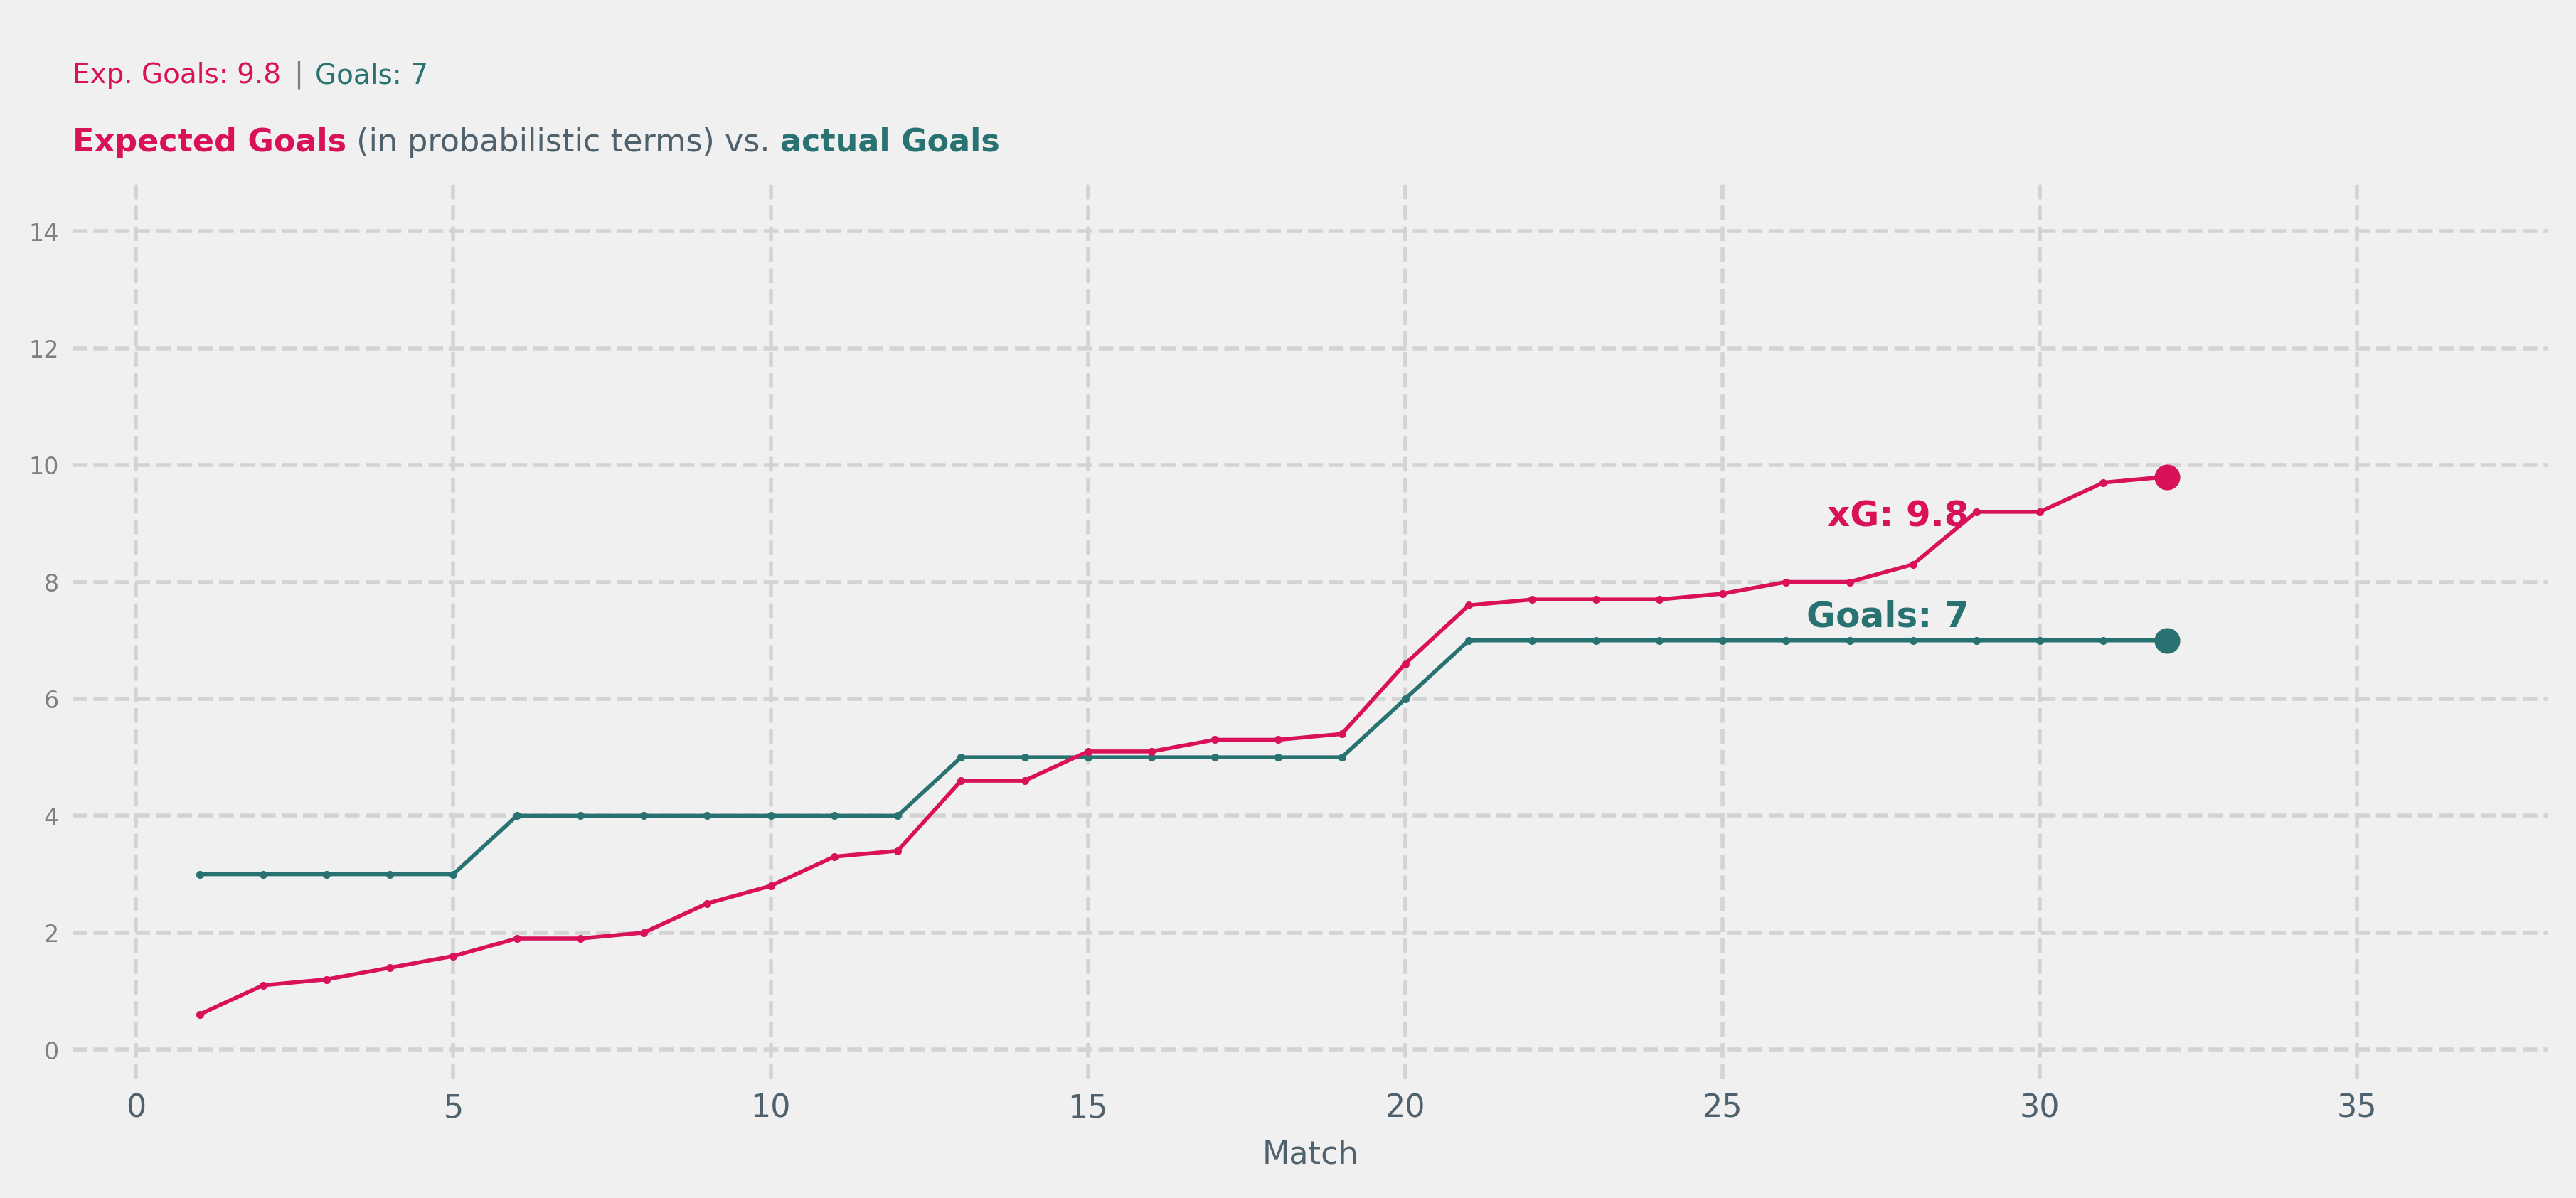 Exp. Goals: 9.8 | Goals: 7
Expected Goals (in probabilistic terms) vs. actual Goals
14
12
10
8
6
4
2
0
xG: 9.8
Goals: 7
0 5 10 15 20 25 30 35
Match